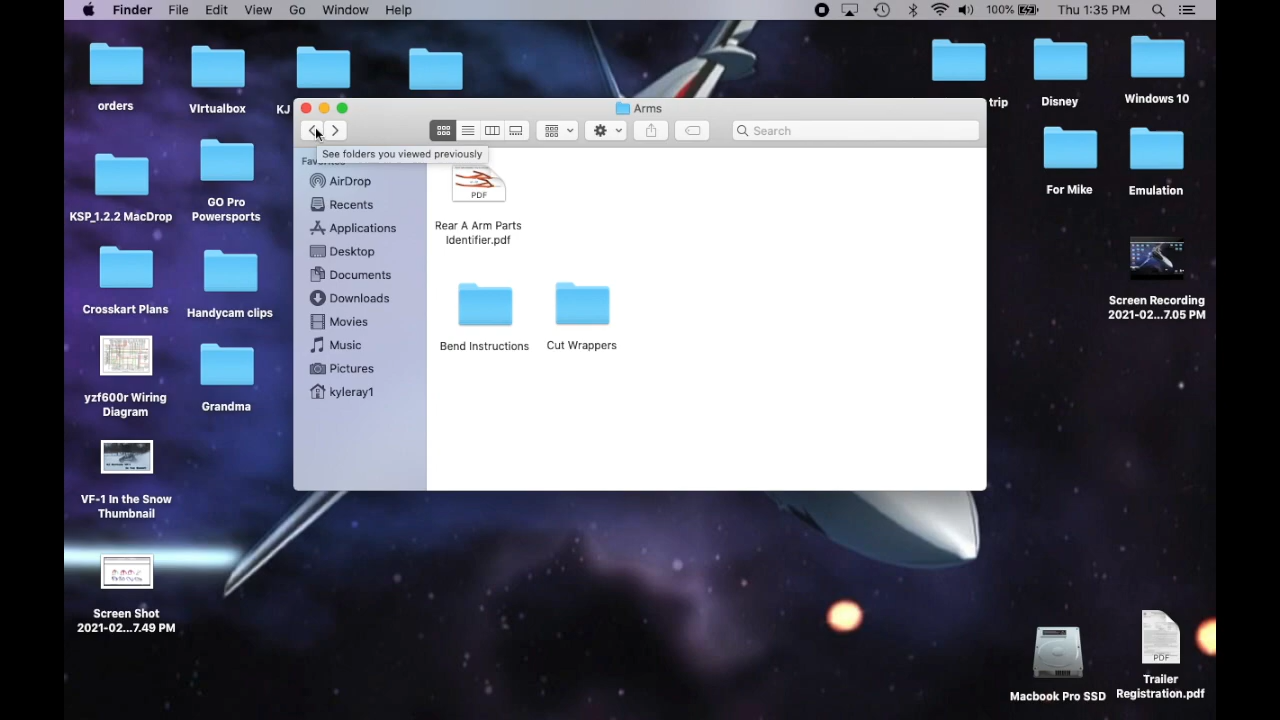 Finder File Edit View Go Window Help
100% Thu 1:35 PM
orders
VIrtualbox
KJ
trip
Disney
Windows 10
Arms
Search
See folders you viewed previously
AirDrop
Recents
Applications
Desktop
Documents
Downloads
Movies
Music
Pictures
kyleray1
PDF
Rear A Arm Parts
Identifier.pdf
Bend Instructions
Cut Wrappers
KSP_1.2.2 MacDrop
GO Pro
Powersports
For Mike
Emulation
Crosskart Plans
Handycam clips
Screen Recording
2021-02...7.05 PM
yzf600r Wiring
Diagram
Grandma
VF-1 In the Snow
Thumbnail
Screen Shot
2021-02...7.49 PM
Macbook Pro SSD
PDF
Trailer
Registration.pdf